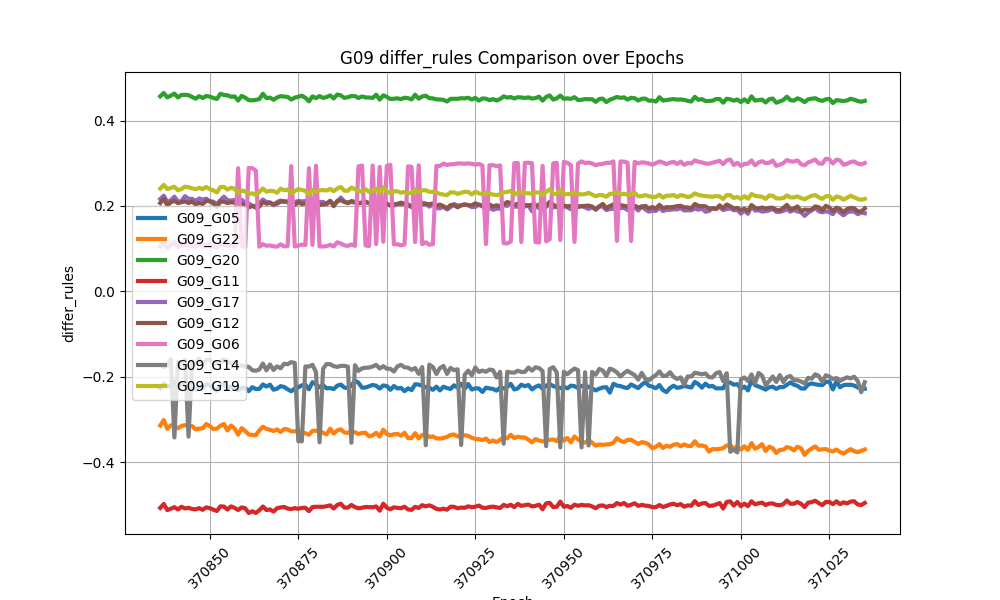 G09 differ_rules Comparison over Epochs
differ_rules
0.4
0.2
0.0
−0.2
−0.4
G09_G05
G09_G22
G09_G20
G09_G11
G09_G17
G09_G12
G09_G06
G09_G14
G09_G19
370850
370875
370900
370925
370950
370975
371000
371025
Epoch